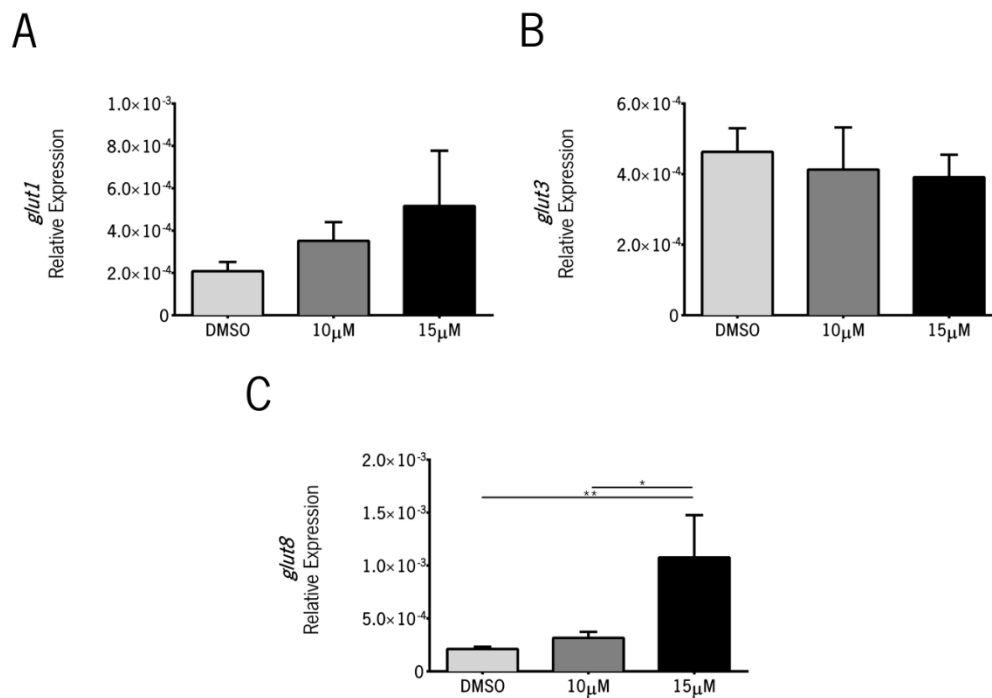 A
glut1
Relative Expression
1.0×10⁻³
8.0×10⁻⁴
6.0×10⁻⁴
4.0×10⁻⁴
2.0×10⁻⁴
0
DMSO
10μM
15μM
B
glut3
Relative Expression
6.0×10⁻⁴
4.0×10⁻⁴
2.0×10⁻⁴
0
DMSO
10μM
15μM
C
glut8
Relative Expression
2.0×10⁻³
1.5×10⁻³
1.0×10⁻³
5.0×10⁻⁴
0
*
**
DMSO
10μM
15μM